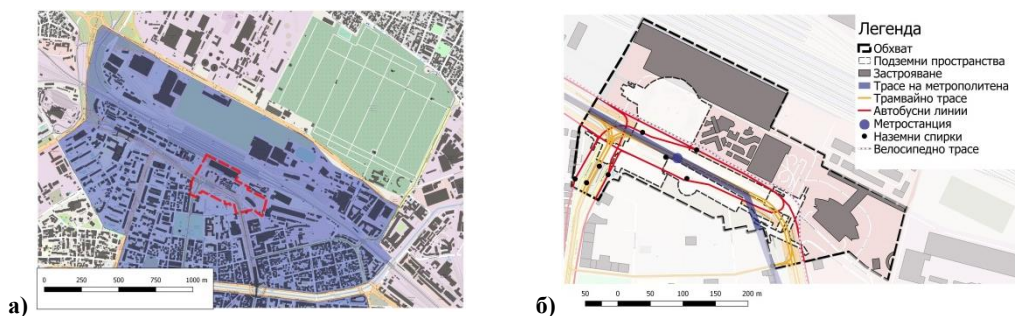 Легенда
Обхват
Подземни пространства
Застрояване
Трасе на метрополитена
Трамвайно трасе
Автобусни линии
Метростанция
Наземни спирки
Велосипедно трасе
0 250 500 750 1000 m
50 0 50 100 150 200 m
а)
б)